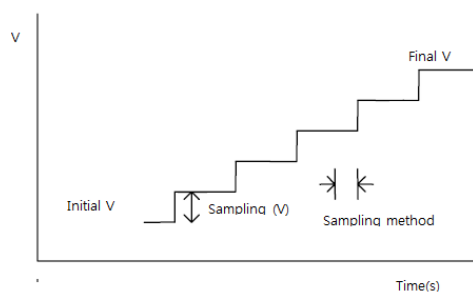 V
Final V
Initial V
Sampling (V)
Sampling method
Time(s)